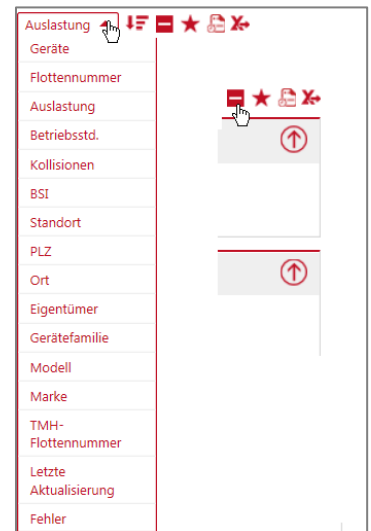 Auslastung
Geräte
Flottennummer
Auslastung
Betriebsstd.
Kollisionen
BSI
Standort
PLZ
Ort
Eigentümer
Gerätefamilie
Modell
Marke
TMH-
Flottennummer
Letzte
Aktualisierung
Fehler